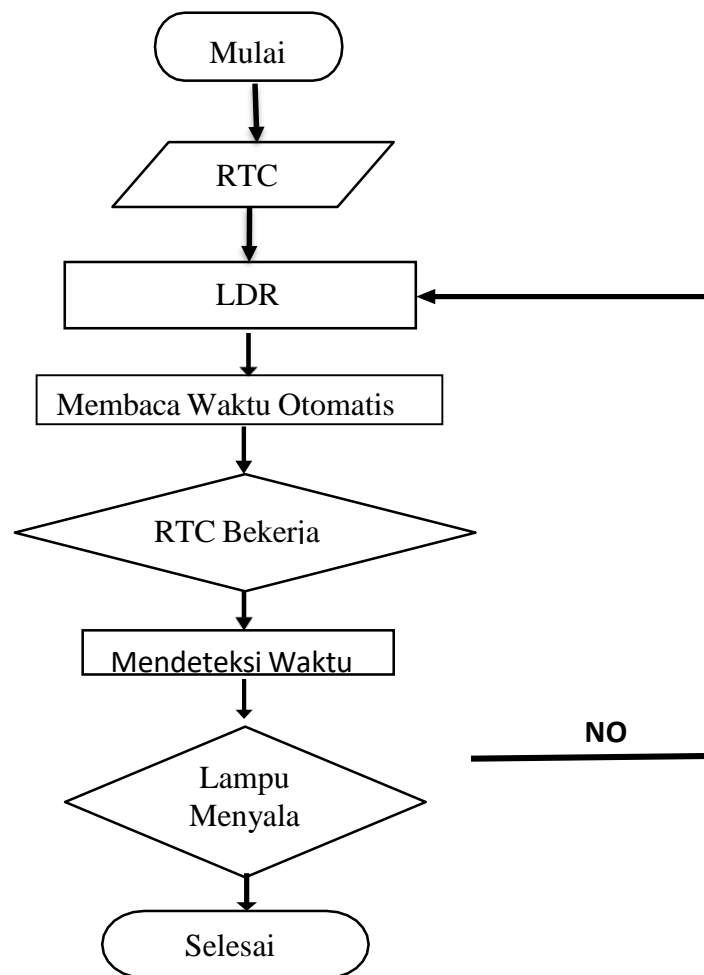 Mulai
RTC
LDR
Membaca Waktu Otomatis
RTC Bekerja
Mendeteksi Waktu
NO
Lampu
Menyala
Selesai